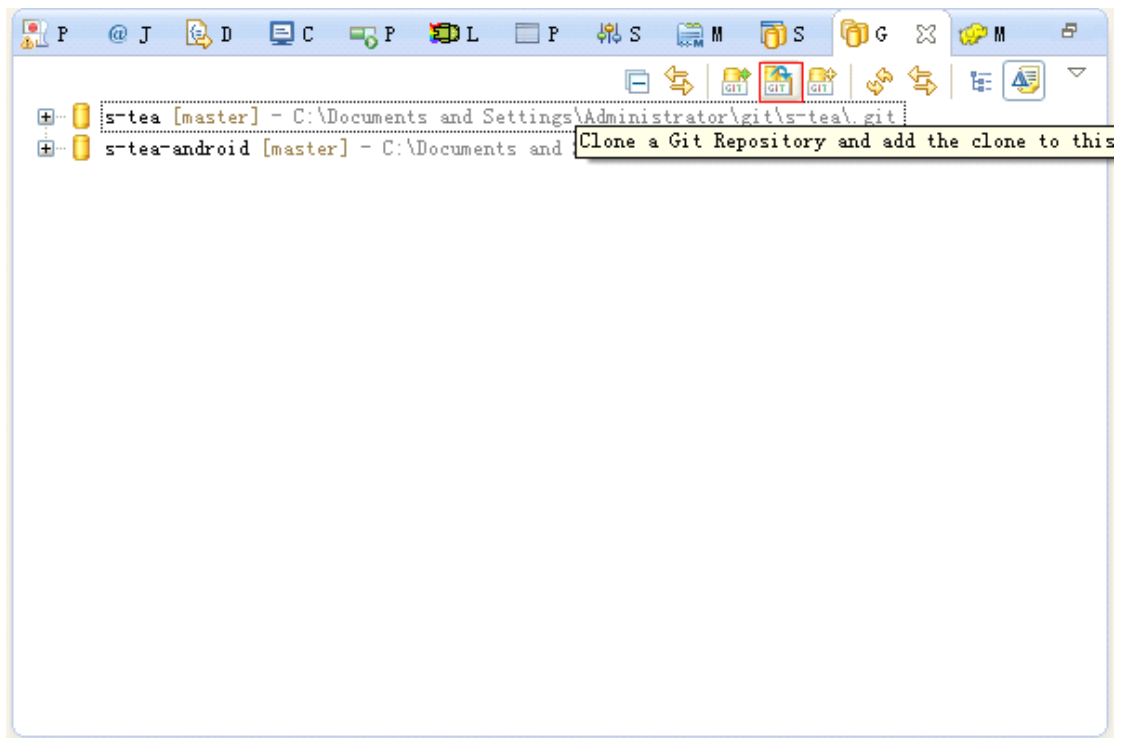 P @ J D C P L P S M S G M
GIT GIT GIT
s-tea [master] - C:\Documents and Settings\Administrator\git\s-tea\.git
s-tea-android [master] - C:\Documents and
Clone a Git Repository and add the clone to this